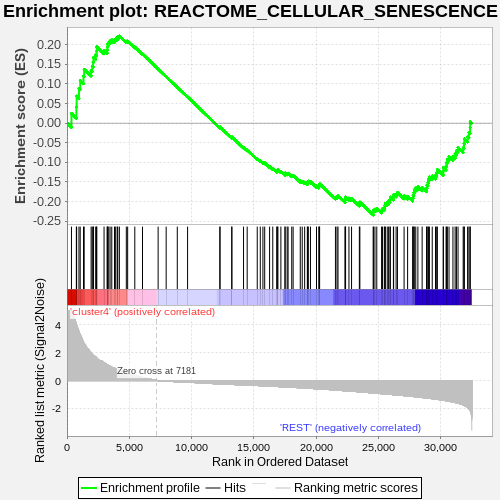 Enrichment plot: REACTOME_CELLULAR_SENESCENCE
Enrichment score (ES)
0.20
0.15
0.10
0.05
0.00
-0.05
-0.10
-0.15
-0.20
-0.25
Ranked list metric (Signal2Noise)
'cluster4' (positively correlated)
4
2
0
-2
Zero cross at 7181
'REST' (negatively correlated)
0
5,000
10,000
15,000
20,000
25,000
30,000
Rank in Ordered Dataset
Enrichment profile
Hits
Ranking metric scores